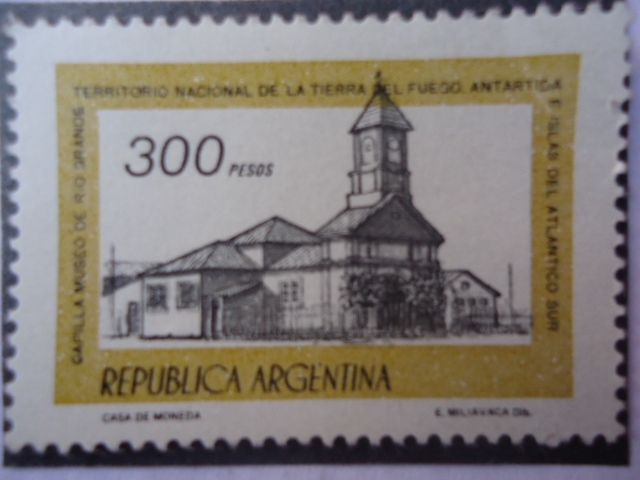 TERRITORIO NACIONAL DE LA TIERRA DEL FUEGO, ANTARTIDA
E ISLAS DEL ATLANTICO SUR
CAPILLA MUSEO DE RIO GRANDE
300 PESOS
REPUBLICA ARGENTINA
CASA DE MONEDA
E. MILIAVACA Dib.